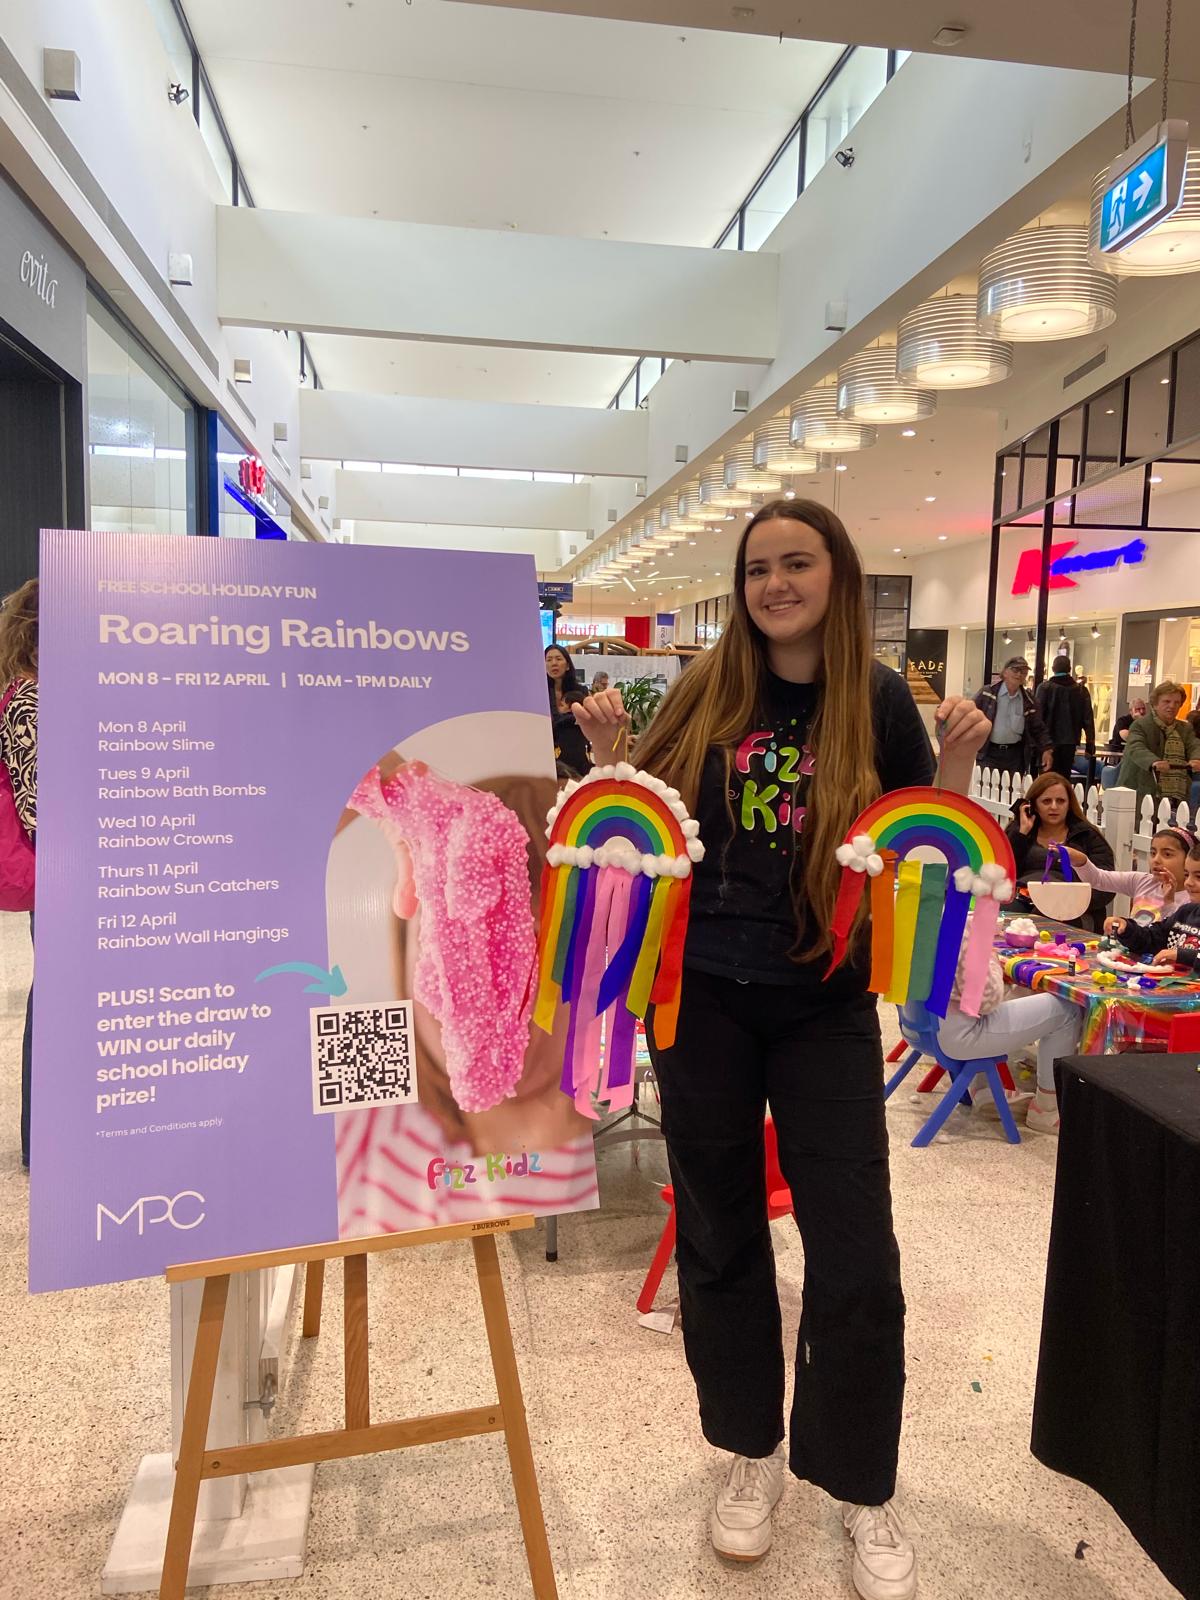 evita
Kmart
FADE
FREE SCHOOL HOLIDAY FUN
Roaring Rainbows
MON 8 – FRI 12 APRIL | 10AM – 1PM DAILY
Mon 8 April
Rainbow Slime
Tues 9 April
Rainbow Bath Bombs
Wed 10 April
Rainbow Crowns
Thurs 11 April
Rainbow Sun Catchers
Fri 12 April
Rainbow Wall Hangings
PLUS! Scan to
enter the draw to
WIN our daily
school holiday
prize!
*Terms and Conditions apply
Fizz Kidz
MPC
J.BURROWS
Fizz